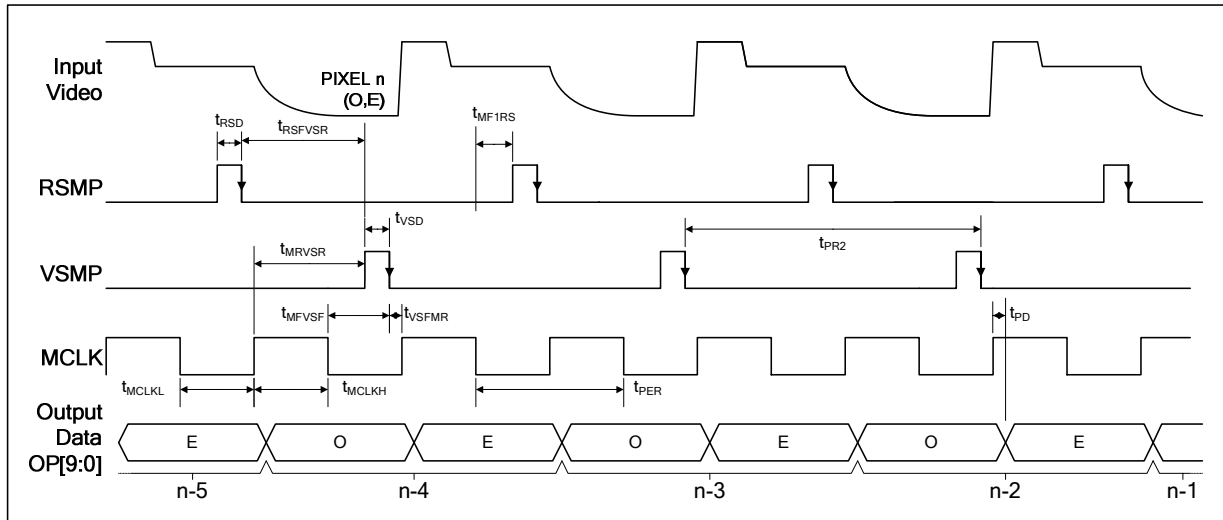 Input
Video
PIXEL n
(O,E)
tRSD
tRSFVSR
tMF1RS
RSMP
tVSD
tMRVSR
tPR2
VSMP
tMFVSF
tVSFMR
tPD
MCLK
tMCLKL
tMCLKH
tPER
Output
Data
OP[9:0]
E O E O E O E
n-5 n-4 n-3 n-2 n-1